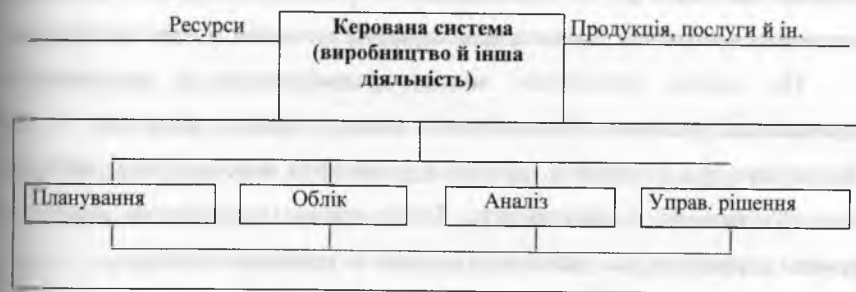 Ресурси
Керована система
(виробництво й інша
діяльність)
Продукція, послуги й ін.
Планування
Облік
Аналіз
Управ. рішення